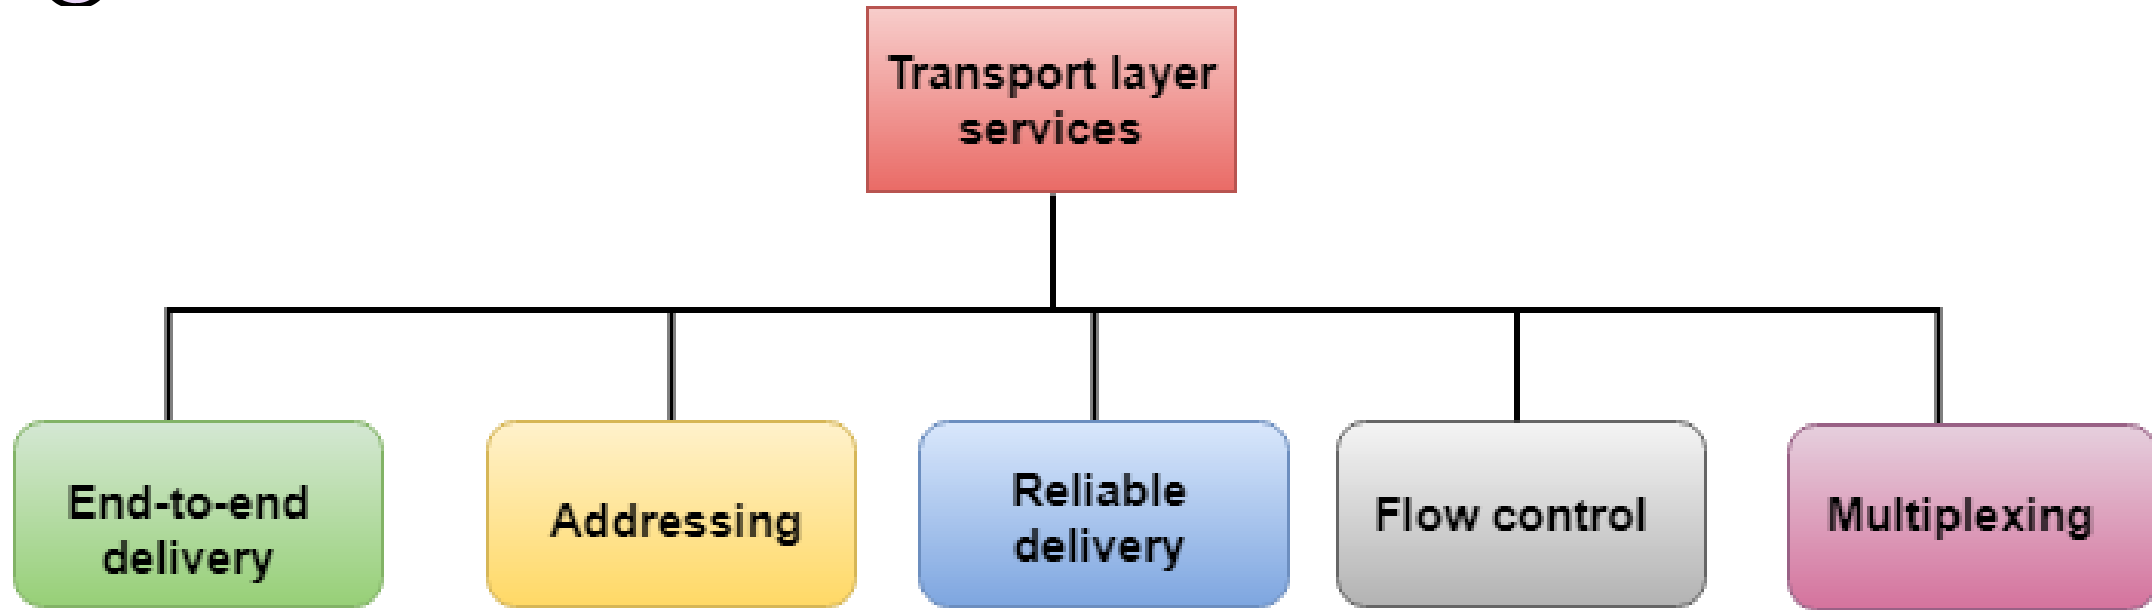 Transport layer
services
End-to-end
delivery
Addressing
Reliable
delivery
Flow control
Multiplexing